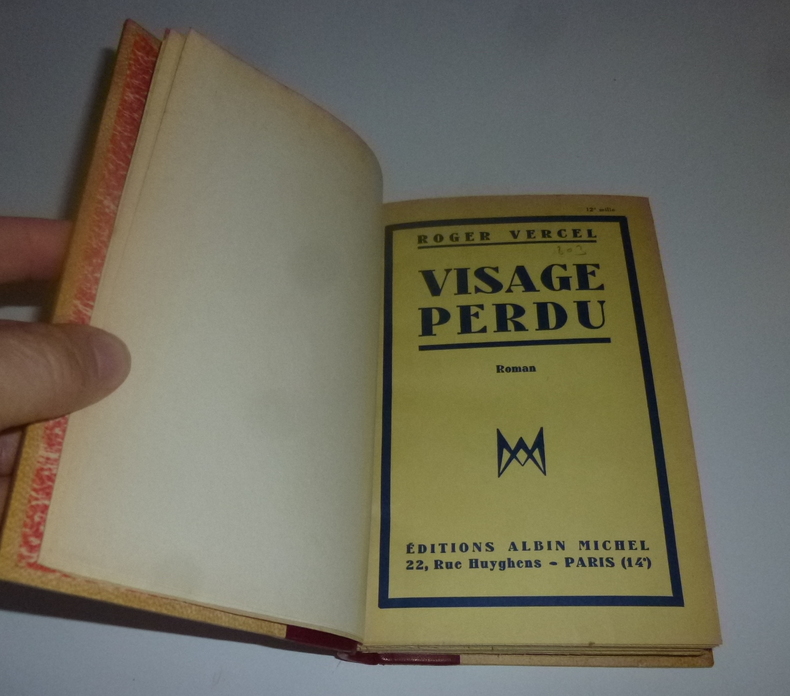 ROGER VERCEL
VISAGE
PERDU
Roman
ÉDITIONS ALBIN MICHEL
22, Rue Huyghens - PARIS (14ᵉ)